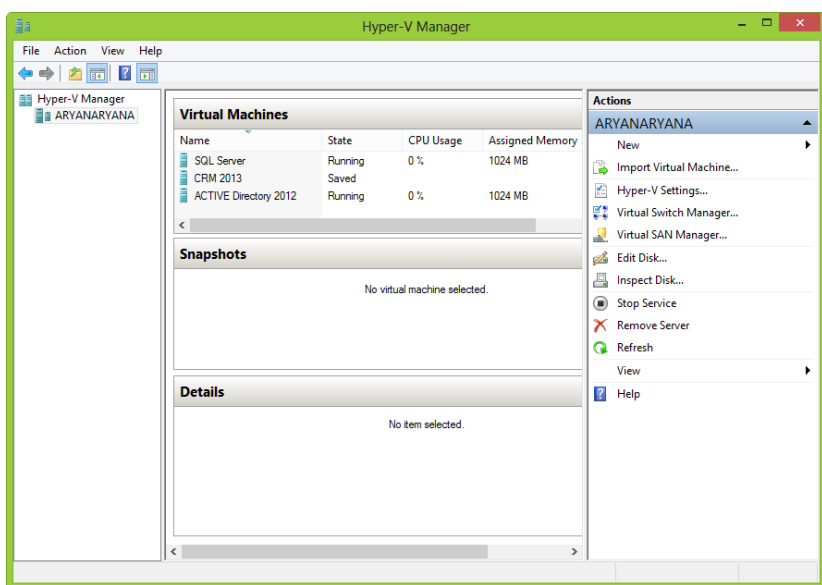 Hyper-V Manager
File Action View Help
Hyper-V Manager
ARYANARYANA
Virtual Machines
Name State CPU Usage Assigned Memory
SQL Server Running 0 % 1024 MB
CRM 2013 Saved
ACTIVE Directory 2012 Running 0 % 1024 MB
Snapshots
No virtual machine selected.
Details
No item selected.
Actions
ARYANARYANA
New
Import Virtual Machine...
Hyper-V Settings...
Virtual Switch Manager...
Virtual SAN Manager...
Edit Disk...
Inspect Disk...
Stop Service
Remove Server
Refresh
View
Help